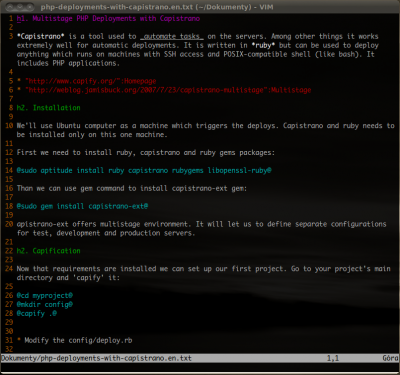 php-deployments-with-capistrano.en.txt (~/Dokumenty) - VIM
1 h1. Multistage PHP Deployments with Capistrano
2
3 *Capistrano* is a tool used to _automate tasks_ on the servers. Among other things it works
extremely well for automatic deployments. It is written in *ruby* but can be used to deploy
anything which runs on machines with SSH access and POSIX-compatible shell (like bash). It
includes PHP applications.
4
5 * "http://www.capify.org/":Homepage
6 * "http://weblog.jamisbuck.org/2007/7/23/capistrano-multistage":Multistage
7
8 h2. Installation
9
10 We'll use Ubuntu computer as a machine which triggers the deploys. Capistrano and ruby needs to
be installed only on this one machine.
11
12 First we need to install ruby, capistrano and ruby gems packages:
13
14 @sudo aptitude install ruby capistrano rubygems libopenssl-ruby@
15
16 Than we can use gem command to install capistrano-ext gem:
17
18 @sudo gem install capistrano-ext@
19
20 apistrano-ext offers multistage environment. It will let us to define separate configurations
for test, development and production servers.
21
22 h2. Capification
23
24 Now that requirements are installed we can set up our first project. Go to your project's main
directory and 'capify' it:
25
26 @cd myproject@
27 @mkdir config@
28 @capify .@
29
30
31 * Modify the config/deploy.rb
32
Dokumenty/php-deployments-with-capistrano.en.txt 1,1 Góra